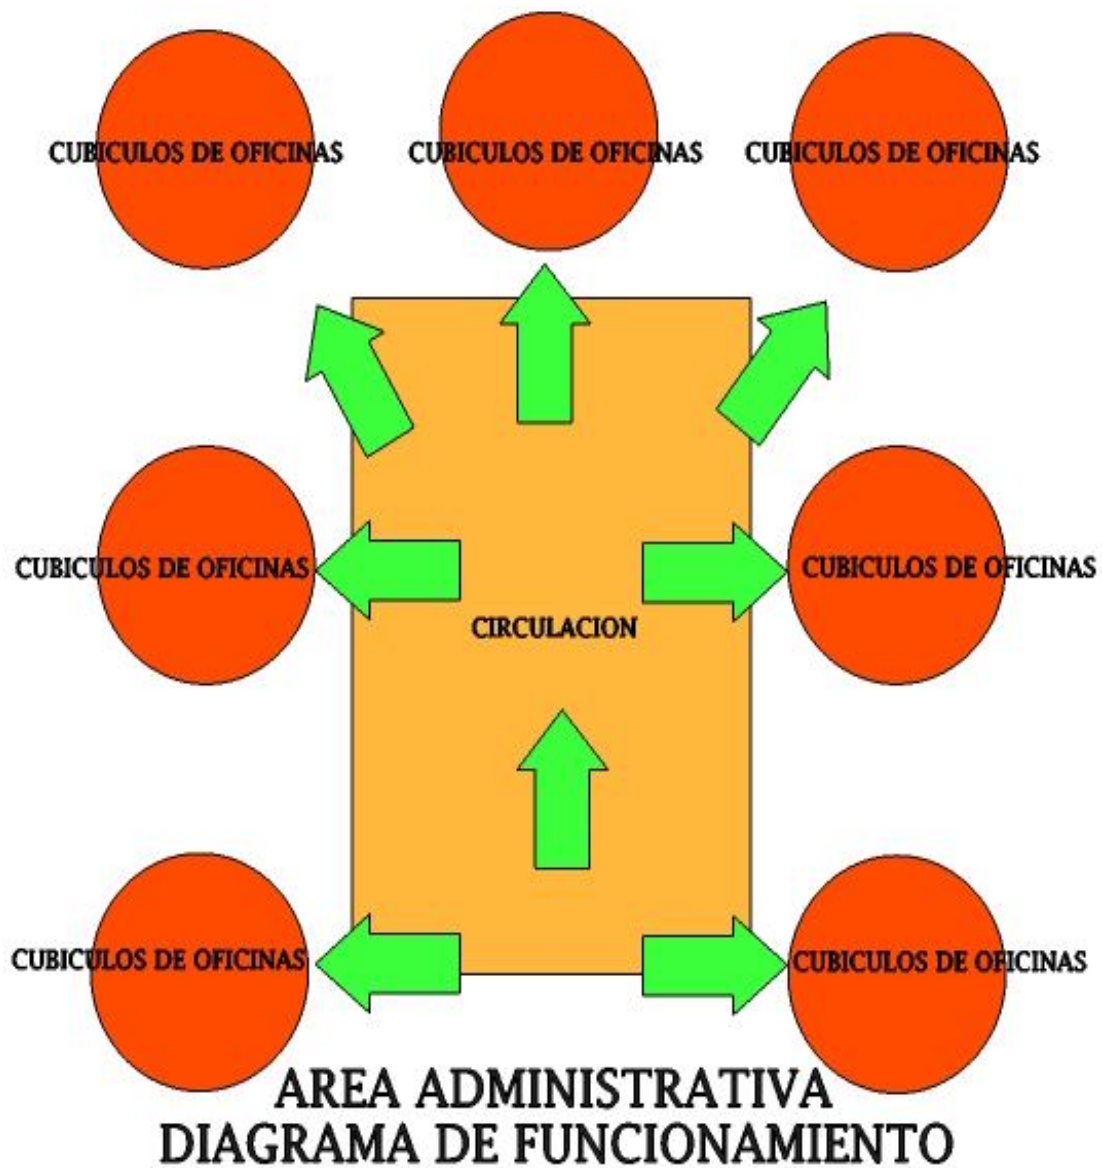 CUBICULOS DE OFICINAS
CUBICULOS DE OFICINAS
CUBICULOS DE OFICINAS
CUBICULOS DE OFICINAS
CUBICULOS DE OFICINAS
CIRCULACION
CUBICULOS DE OFICINAS
CUBICULOS DE OFICINAS
AREA ADMINISTRATIVA
DIAGRAMA DE FUNCIONAMIENTO